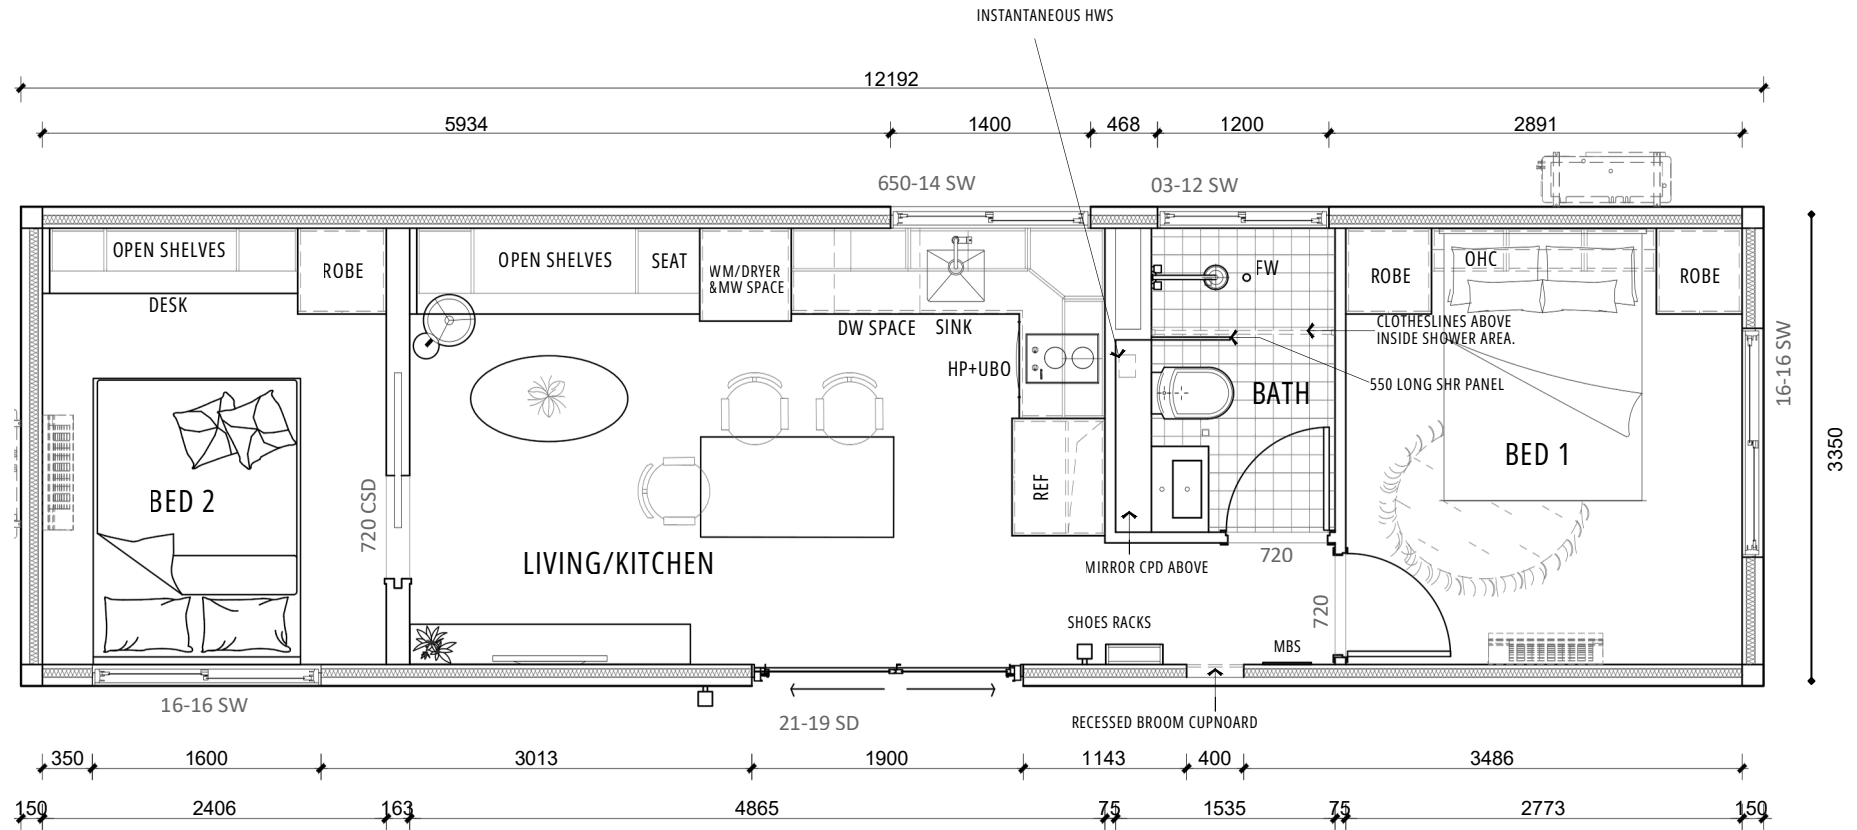 INSTANTANEOUS HWS
12192
5934
1400
468
1200
2891
650-14 SW
03-12 SW
OPEN SHELVES
ROBE
DESK
OPEN SHELVES
SEAT
WM/DRYER
&MW SPACE
DW SPACE
SINK
HP+UBO
FW
ROBE
OHC
ROBE
CLOTHESLINES ABOVE
INSIDE SHOWER AREA.
550 LONG SHR PANEL
BATH
BED 1
16-16 SW
3350
BED 2
720 CSD
LIVING/KITCHEN
REF
MIRROR CPD ABOVE
720
720
SHOES RACKS
MBS
16-16 SW
21-19 SD
RECESSED BROOM CUPNOARD
350
1600
3013
1900
1143
400
3486
150
2406
163
4865
75
1535
75
2773
150